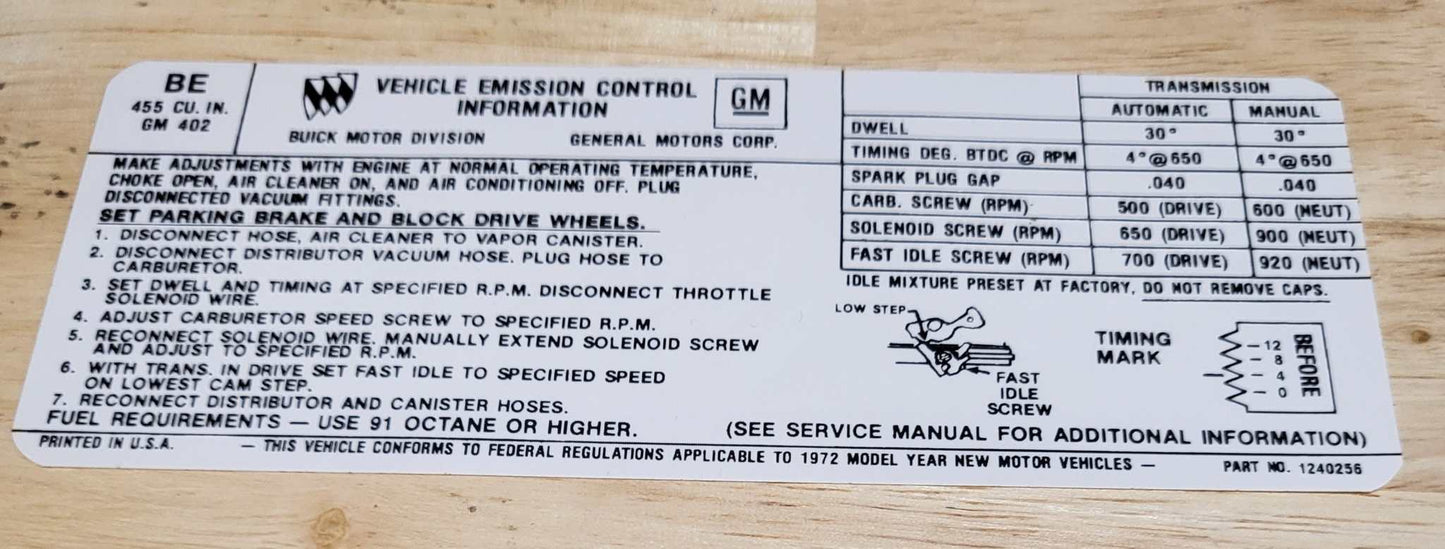 BE
455 CU. IN.
GM 402
VEHICLE EMISSION CONTROL
INFORMATION
GM
BUICK MOTOR DIVISION GENERAL MOTORS CORP.
MAKE ADJUSTMENTS WITH ENGINE AT NORMAL OPERATING TEMPERATURE,
CHOKE OPEN, AIR CLEANER ON, AND AIR CONDITIONING OFF. PLUG
DISCONNECTED VACUUM FITTINGS.
SET PARKING BRAKE AND BLOCK DRIVE WHEELS.
1. DISCONNECT HOSE, AIR CLEANER TO VAPOR CANISTER.
2. DISCONNECT DISTRIBUTOR VACUUM HOSE. PLUG HOSE TO
CARBURETOR.
3. SET DWELL AND TIMING AT SPECIFIED R.P.M. DISCONNECT THROTTLE
SOLENOID WIRE.
4. ADJUST CARBURETOR SPEED SCREW TO SPECIFIED R.P.M.
5. RECONNECT SOLENOID WIRE. MANUALLY EXTEND SOLENOID SCREW
AND ADJUST TO SPECIFIED R.P.M.
6. WITH TRANS. IN DRIVE SET FAST IDLE TO SPECIFIED SPEED
ON LOWEST CAM STEP.
7. RECONNECT DISTRIBUTOR AND CANISTER HOSES.
FUEL REQUIREMENTS — USE 91 OCTANE OR HIGHER.
TRANSMISSION
AUTOMATIC MANUAL
DWELL 30° 30°
TIMING DEG. BTDC @ RPM 4°@650 4°@650
SPARK PLUG GAP .040 .040
CARB. SCREW (RPM) 500 (DRIVE) 600 (NEUT)
SOLENOID SCREW (RPM) 650 (DRIVE) 900 (NEUT)
FAST IDLE SCREW (RPM) 700 (DRIVE) 920 (NEUT)
IDLE MIXTURE PRESET AT FACTORY, DO NOT REMOVE CAPS.
LOW STEP
FAST
IDLE
SCREW
TIMING
MARK
12
8
4
0
BEFORE
(SEE SERVICE MANUAL FOR ADDITIONAL INFORMATION)
PRINTED IN U.S.A. — THIS VEHICLE CONFORMS TO FEDERAL REGULATIONS APPLICABLE TO 1972 MODEL YEAR NEW MOTOR VEHICLES — PART NO. 1240256